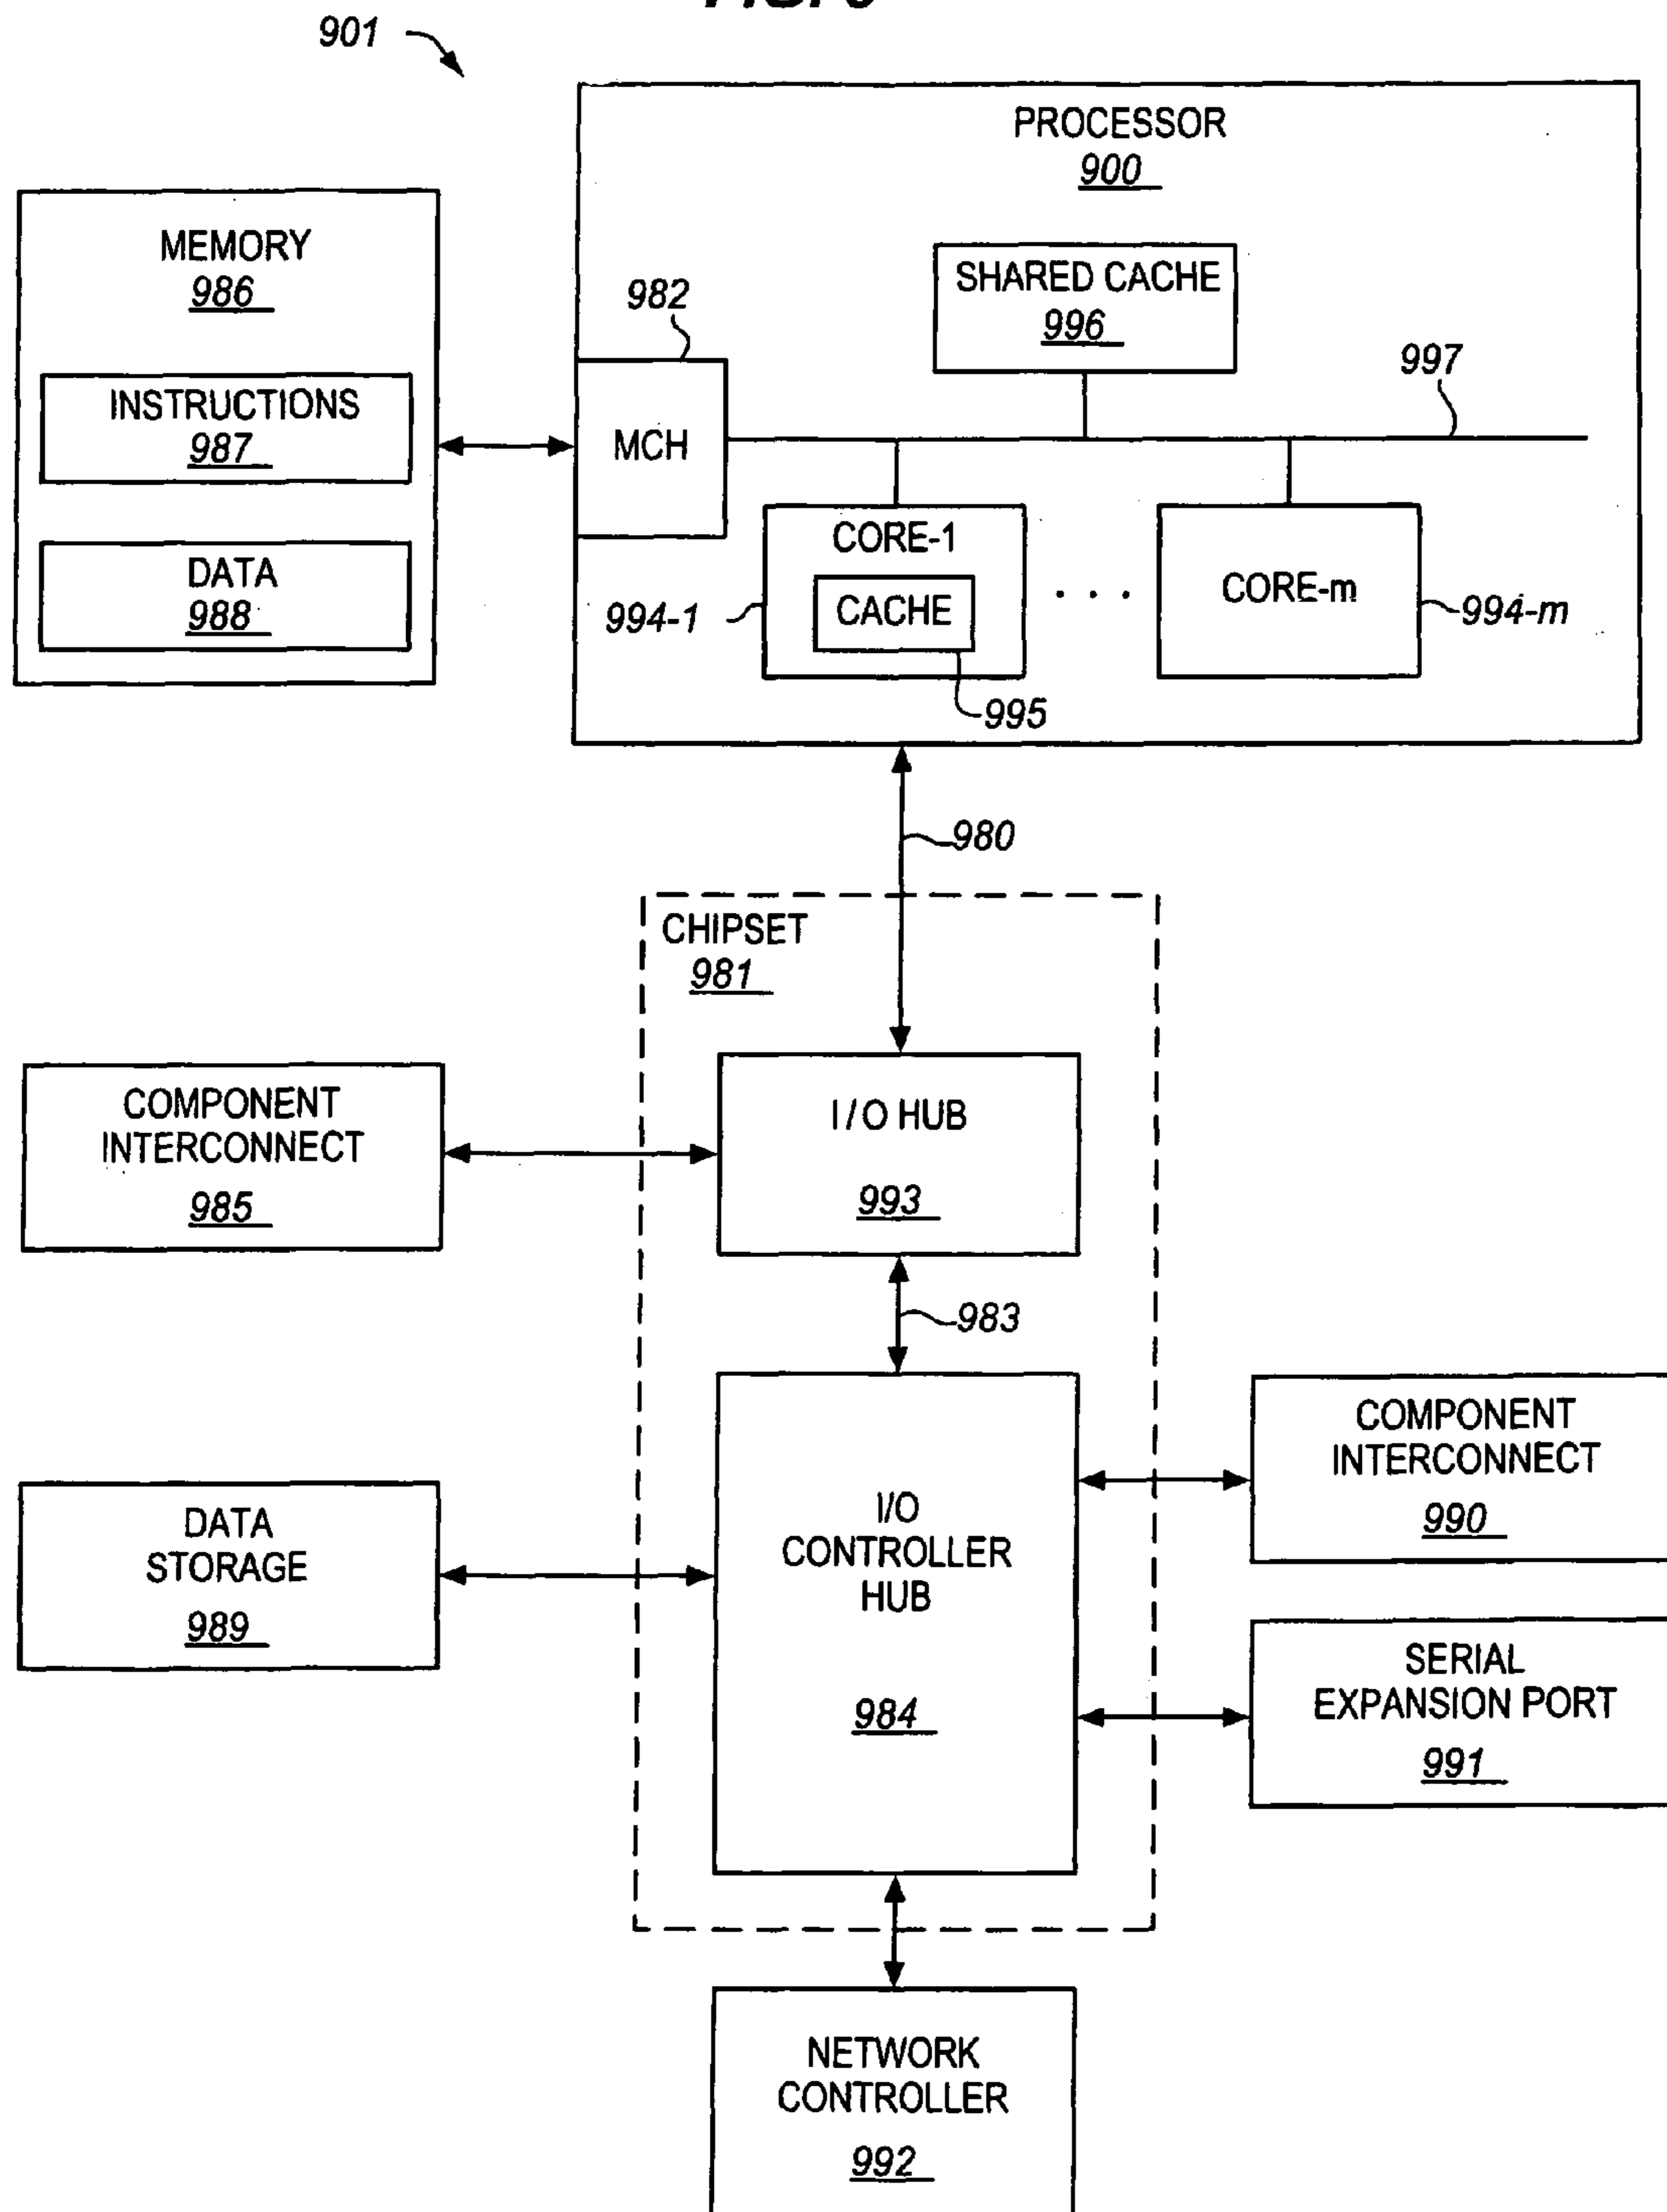 901
PROCESSOR
900
MEMORY
986
INSTRUCTIONS
987
DATA
988
982
MCH
SHARED CACHE
996
997
CORE-1
CACHE
994-1
995
. . .
CORE-m
994-m
980
CHIPSET
981
COMPONENT
INTERCONNECT
985
I/O HUB
993
983
DATA
STORAGE
989
I/O
CONTROLLER
HUB
984
COMPONENT
INTERCONNECT
990
SERIAL
EXPANSION PORT
991
NETWORK
CONTROLLER
992